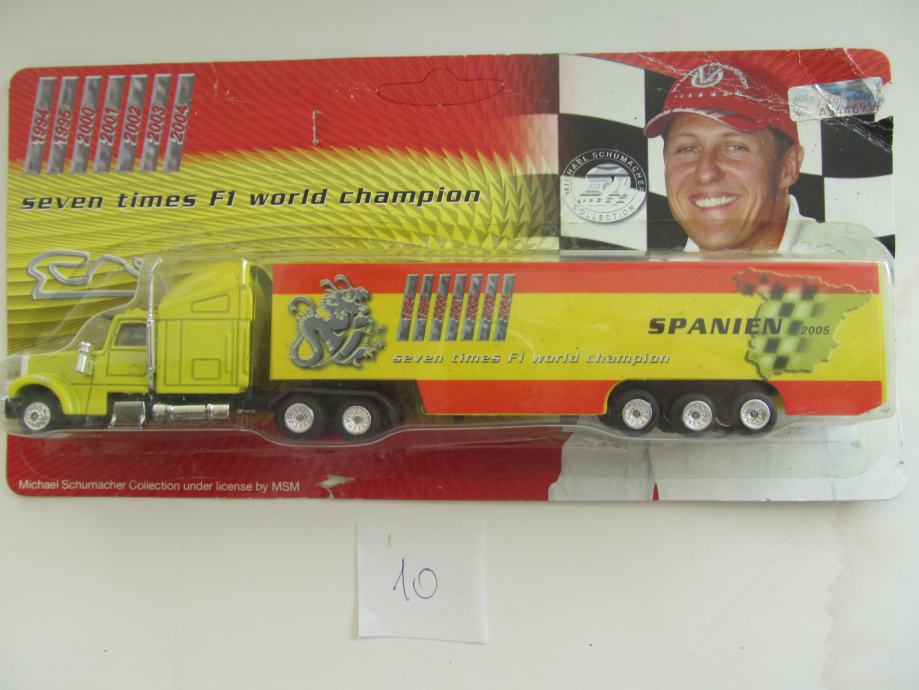 1994 1995 2000 2001 2002 2003 2004
seven times F1 world champion
MICHAEL SCHUMACHER
COLLECTION
1994 1995 2000 2001 2002 2003 2004
seven times F1 world champion
SPANIEN 2005
Michael Schumacher Collection under license by MSM
10